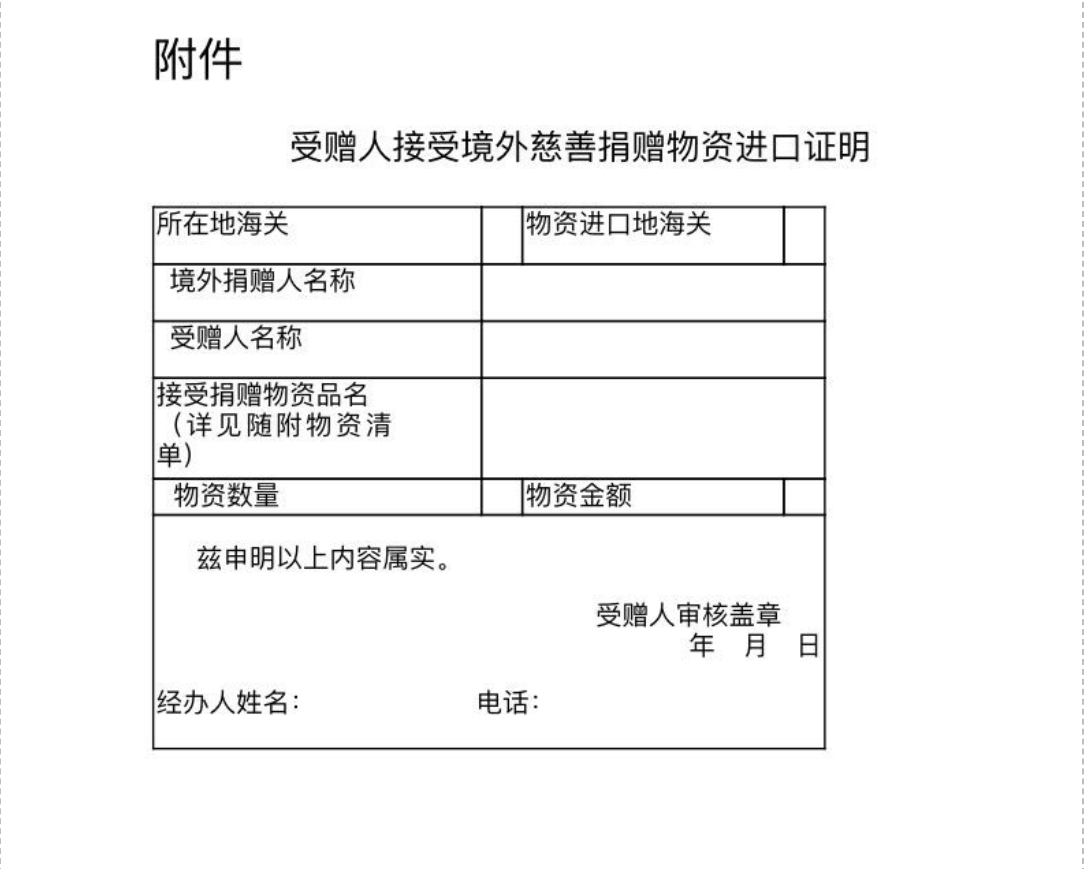 附件
受赠人接受境外慈善捐赠物资进口证明
所在地海关 物资进口地海关
境外捐赠人名称
受赠人名称
接受捐赠物资品名
（详见随附物资清
单）
物资数量 物资金额
兹申明以上内容属实。
受赠人审核盖章
年 月 日
经办人姓名： 电话：